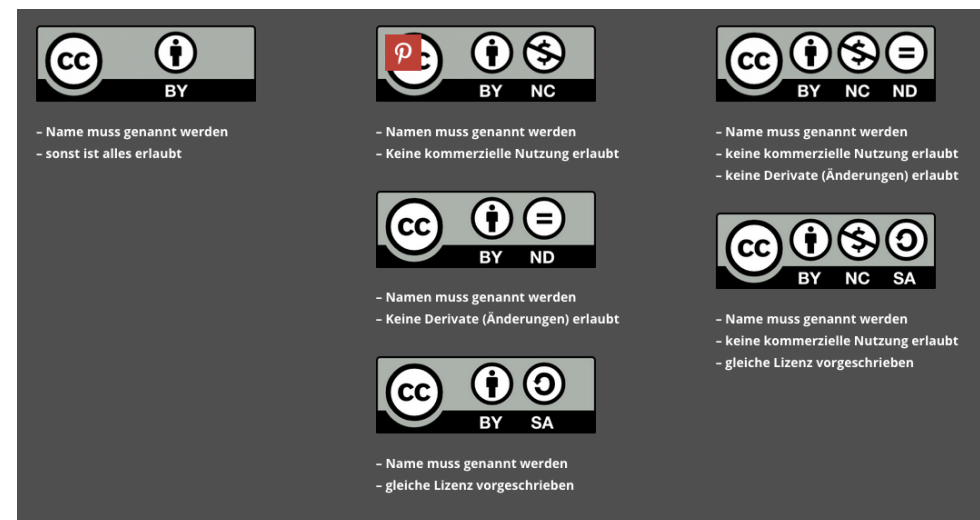 cc
BY
– Name muss genannt werden
– sonst ist alles erlaubt
BY NC
– Namen muss genannt werden
– Keine kommerzielle Nutzung erlaubt
cc
BY ND
– Namen muss genannt werden
– Keine Derivate (Änderungen) erlaubt
cc
BY SA
– Name muss genannt werden
– gleiche Lizenz vorgeschrieben
cc
BY NC ND
– Name muss genannt werden
– keine kommerzielle Nutzung erlaubt
– keine Derivate (Änderungen) erlaubt
cc
BY NC SA
– Name muss genannt werden
– keine kommerzielle Nutzung erlaubt
– gleiche Lizenz vorgeschrieben